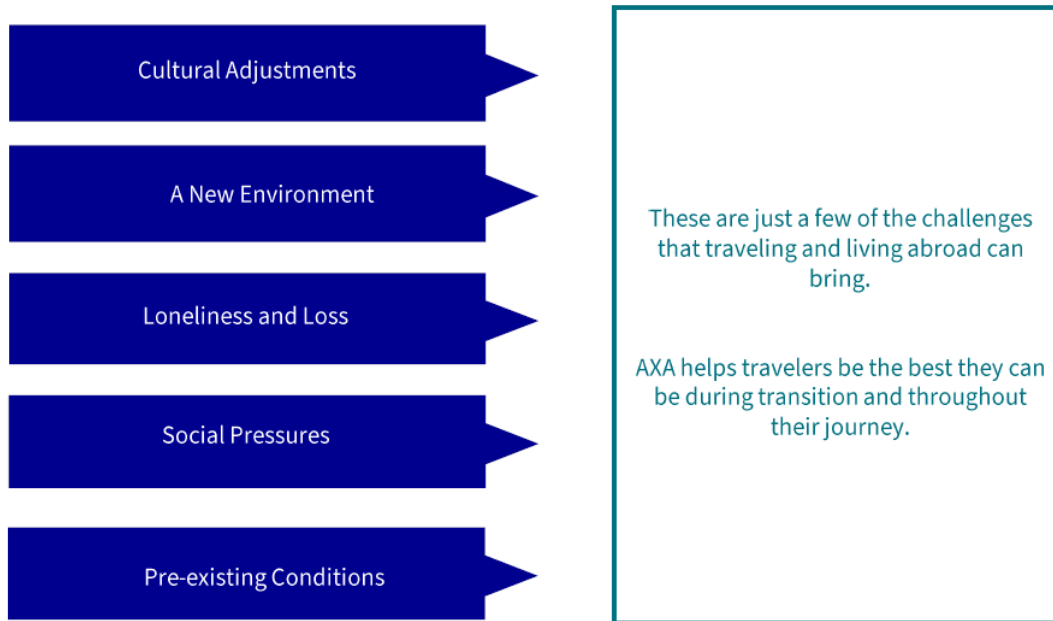 Cultural Adjustments
A New Environment
Loneliness and Loss
Social Pressures
Pre-existing Conditions
These are just a few of the challenges
that traveling and living abroad can
bring.
AXA helps travelers be the best they can
be during transition and throughout
their journey.